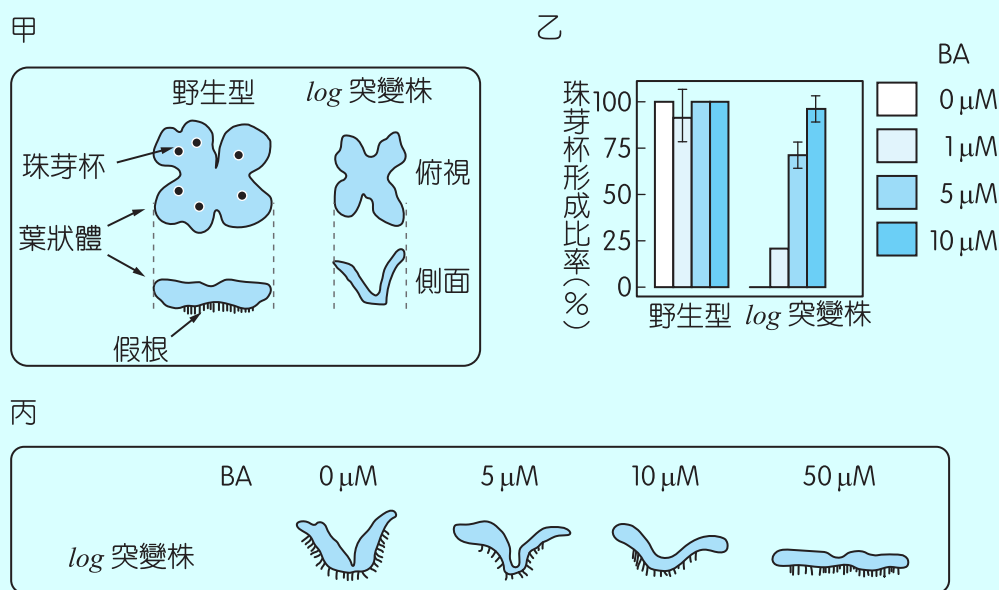 甲
野生型
log 突變株
珠芽杯
俯視
葉狀體
側面
假根
乙
珠芽杯形成比率(%)
100
75
50
25
0
野生型
log 突變株
BA
0 μM
1 μM
5 μM
10 μM
丙
BA 0 μM 5 μM 10 μM 50 μM
log 突變株